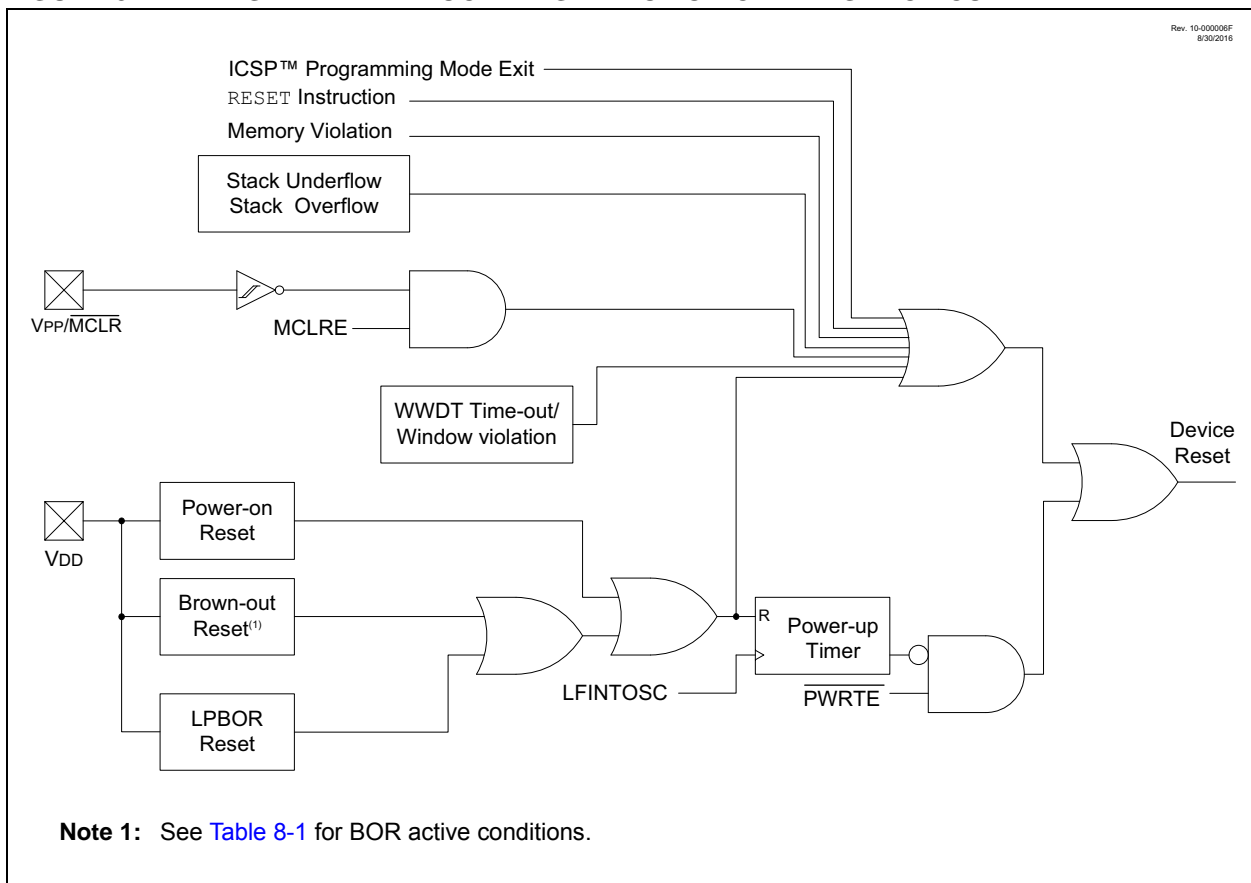 Rev. 10-000006F
8/30/2016
ICSP™ Programming Mode Exit
RESET Instruction
Memory Violation
Stack Underflow
Stack Overflow
VPP/MCLR
MCLRE
WWDT Time-out/
Window violation
Device
Reset
VDD
Power-on
Reset
Brown-out
Reset(1)
R
Power-up
Timer
LFINTOSC
PWRTE
LPBOR
Reset
Note 1: See Table 8-1 for BOR active conditions.